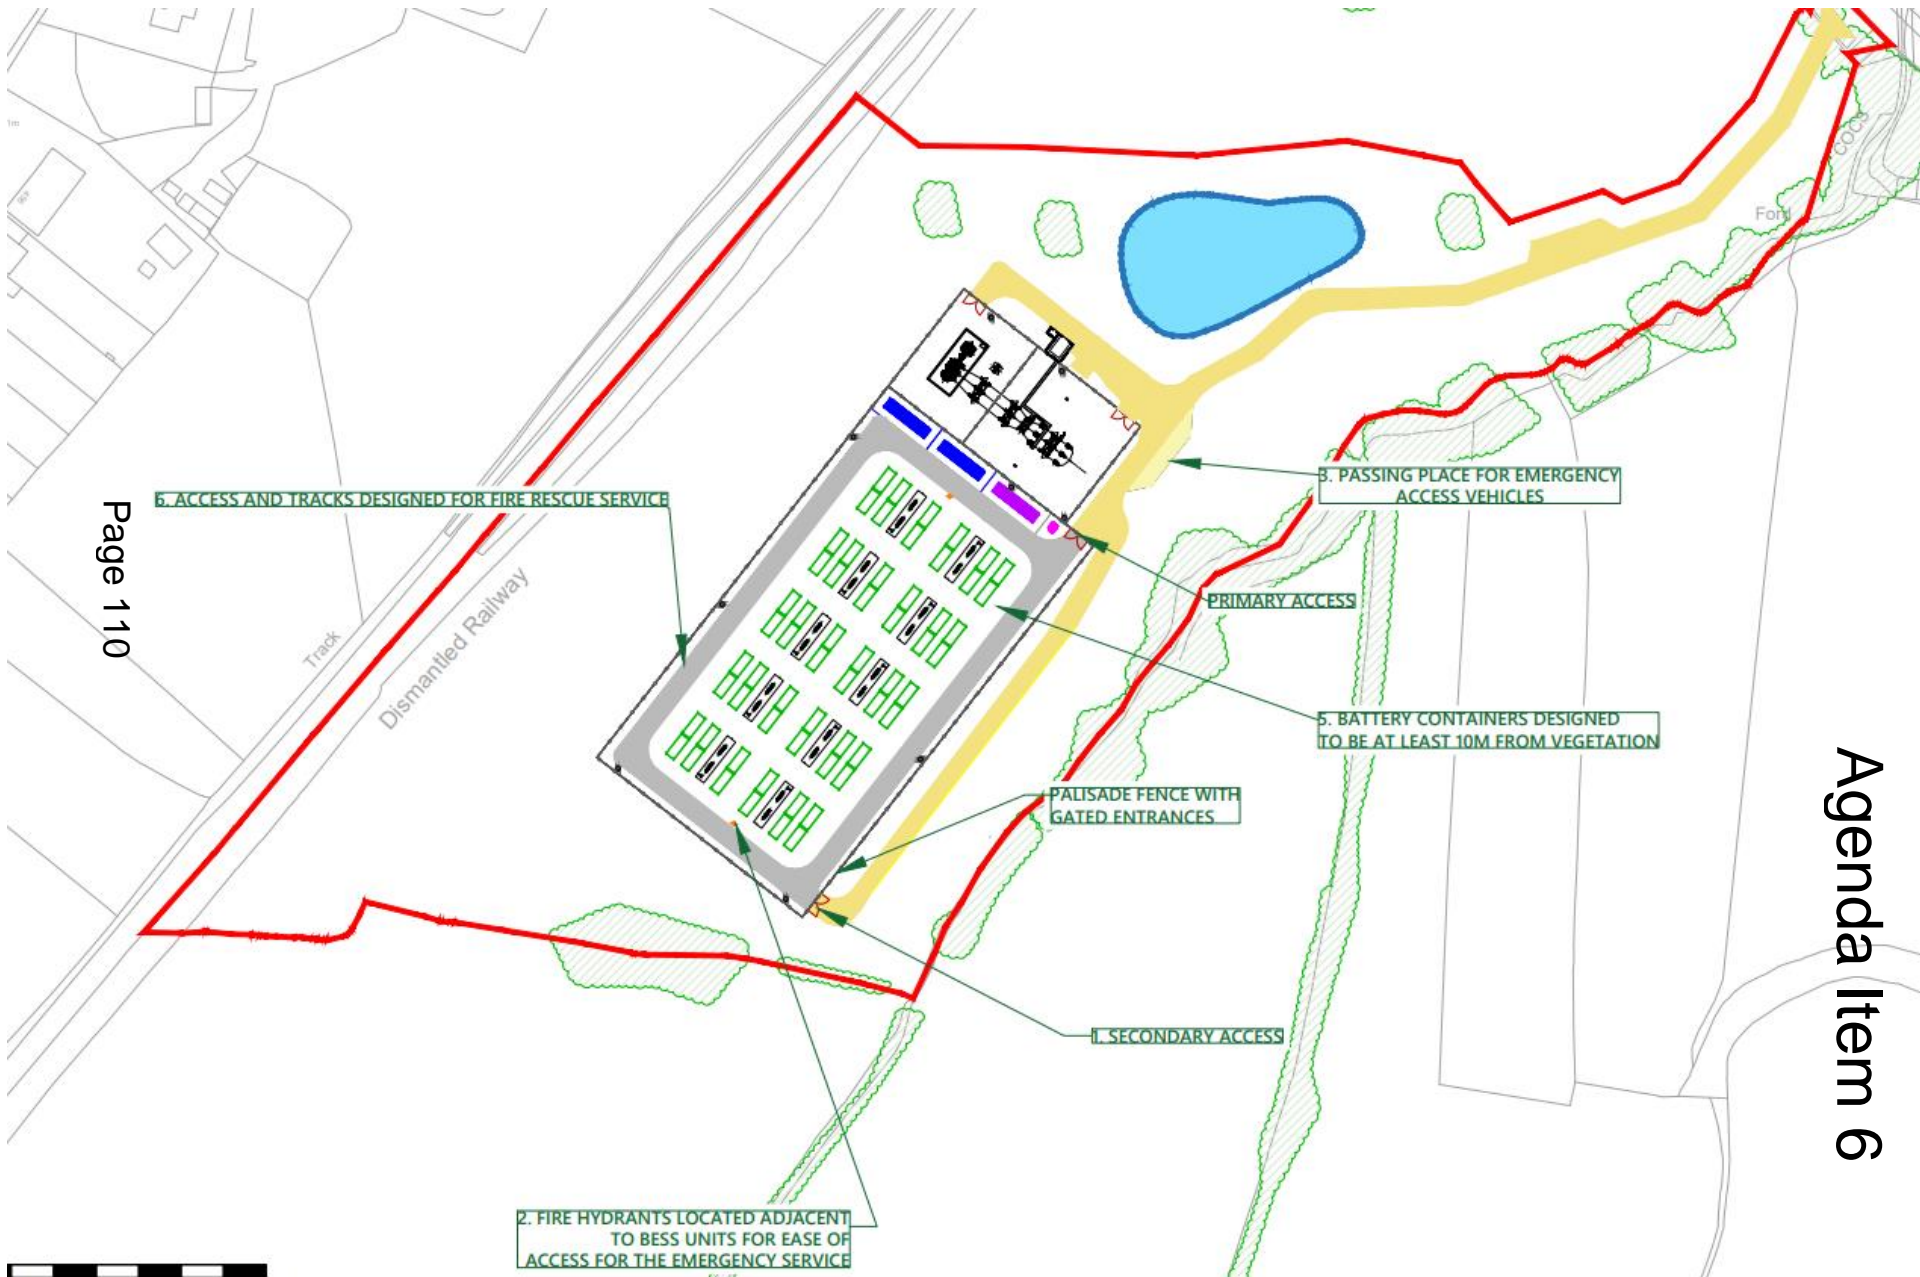 1m
COCS
Ford
3. PASSING PLACE FOR EMERGENCY
ACCESS VEHICLES
6. ACCESS AND TRACKS DESIGNED FOR FIRE RESCUE SERVICE
Page 110
Track
Dismantled Railway
PRIMARY ACCESS
5. BATTERY CONTAINERS DESIGNED
TO BE AT LEAST 10M FROM VEGETATION
PALISADE FENCE WITH
GATED ENTRANCES
Agenda Item 6
1. SECONDARY ACCESS
2. FIRE HYDRANTS LOCATED ADJACENT
TO BESS UNITS FOR EASE OF
ACCESS FOR THE EMERGENCY SERVICE